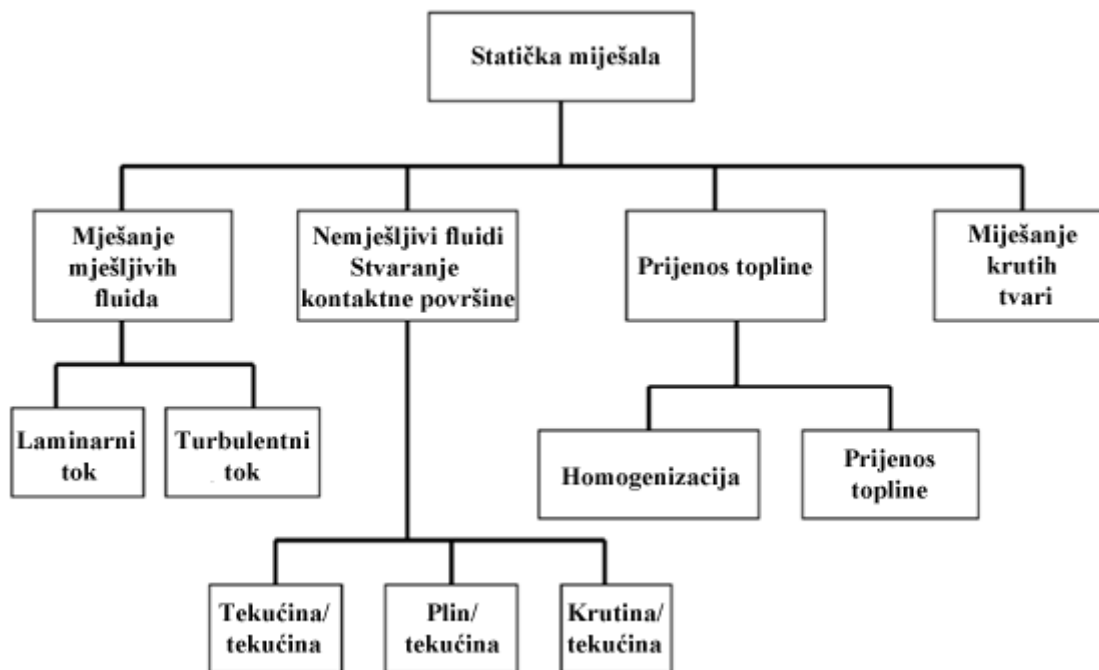 Statička miješala
Mješanje
mješljivih
fluida
Nemješljivi fluidi
Stvaranje
kontaktne površine
Prijenos topline
Miješanje
krutih
tvari
Laminarni
tok
Turbulentni
tok
Homogenizacija
Prijenos
topline
Tekućina/
tekućina
Plin/
tekućina
Krutina/
tekućina